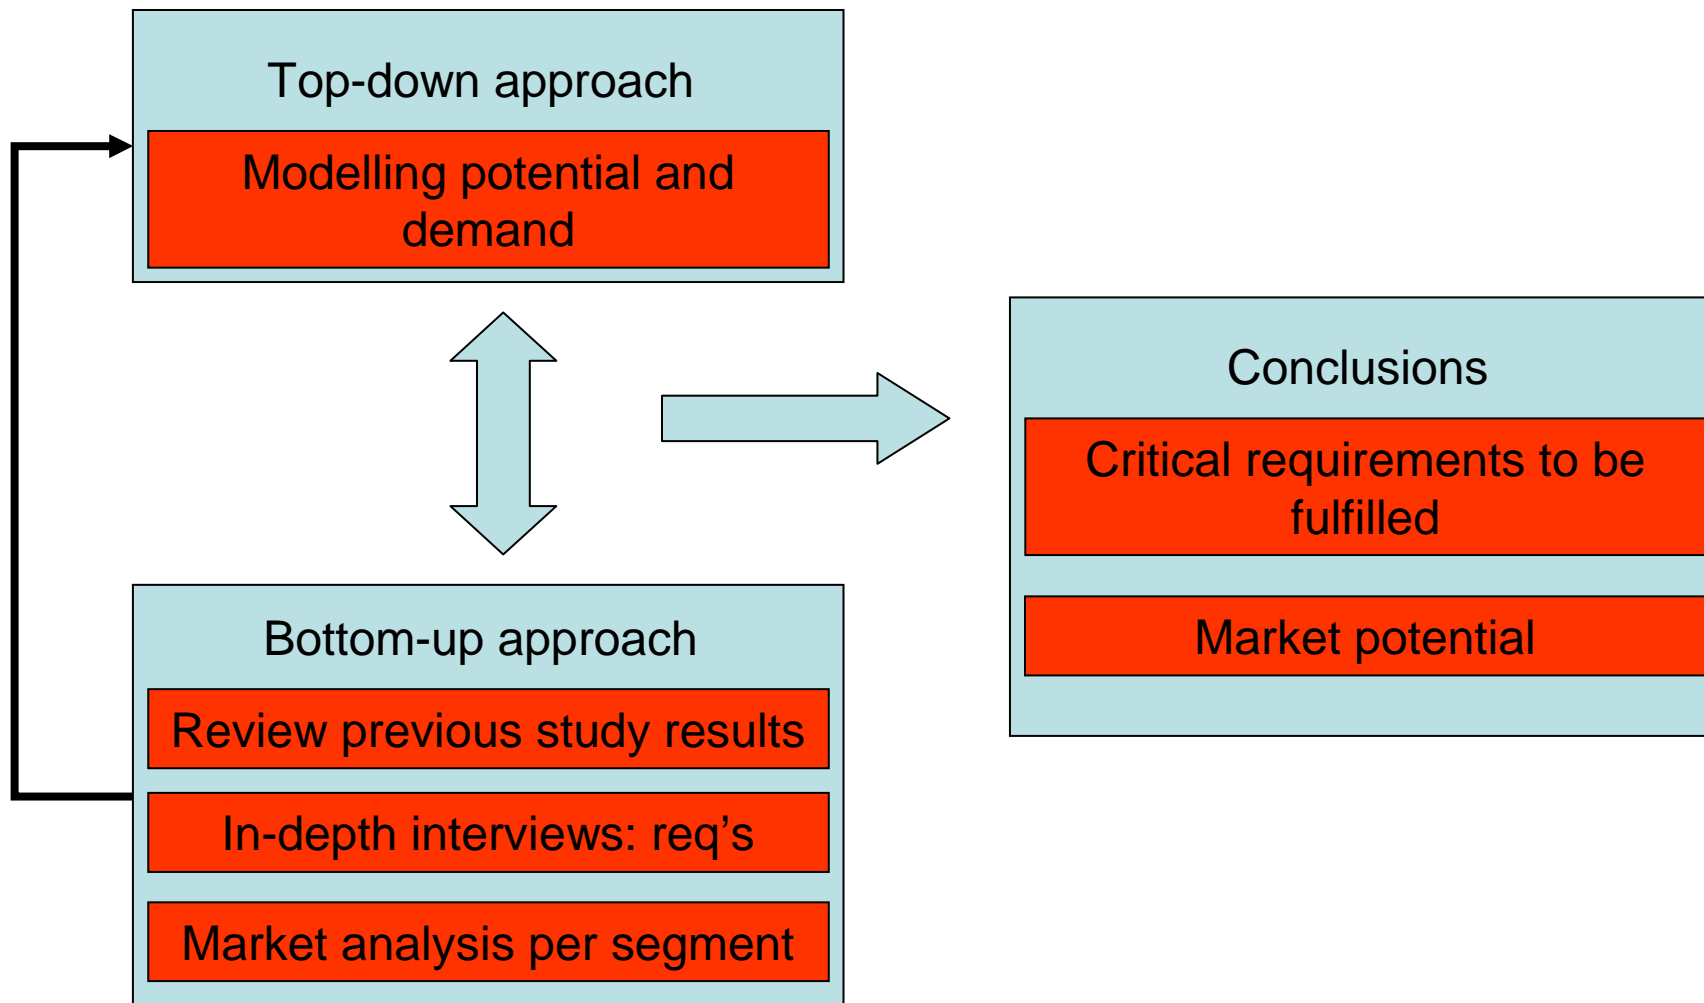 Top-down approach
Modelling potential and
demand
Conclusions
Critical requirements to be
fulfilled
Market potential
Bottom-up approach
Review previous study results
In-depth interviews: req’s
Market analysis per segment